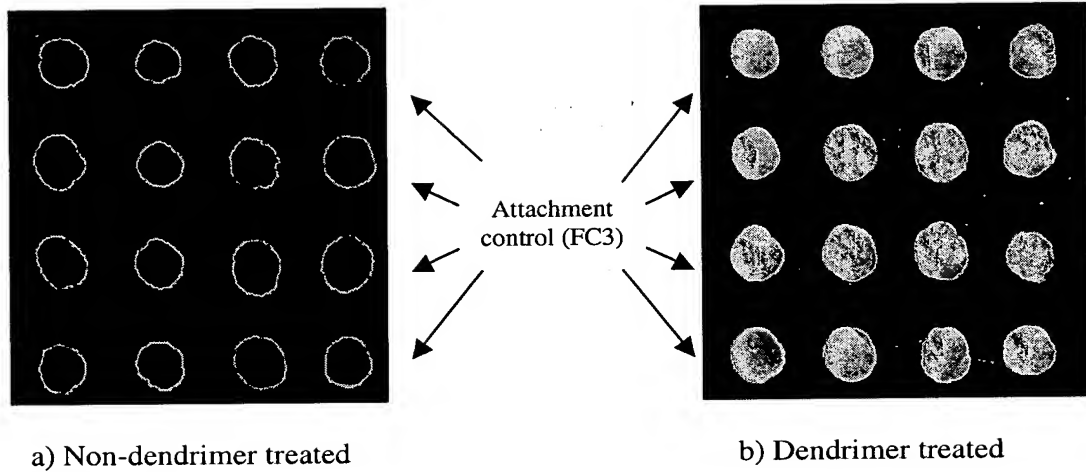 Attachment
control (FC3)
a) Non-dendrimer treated
b) Dendrimer treated